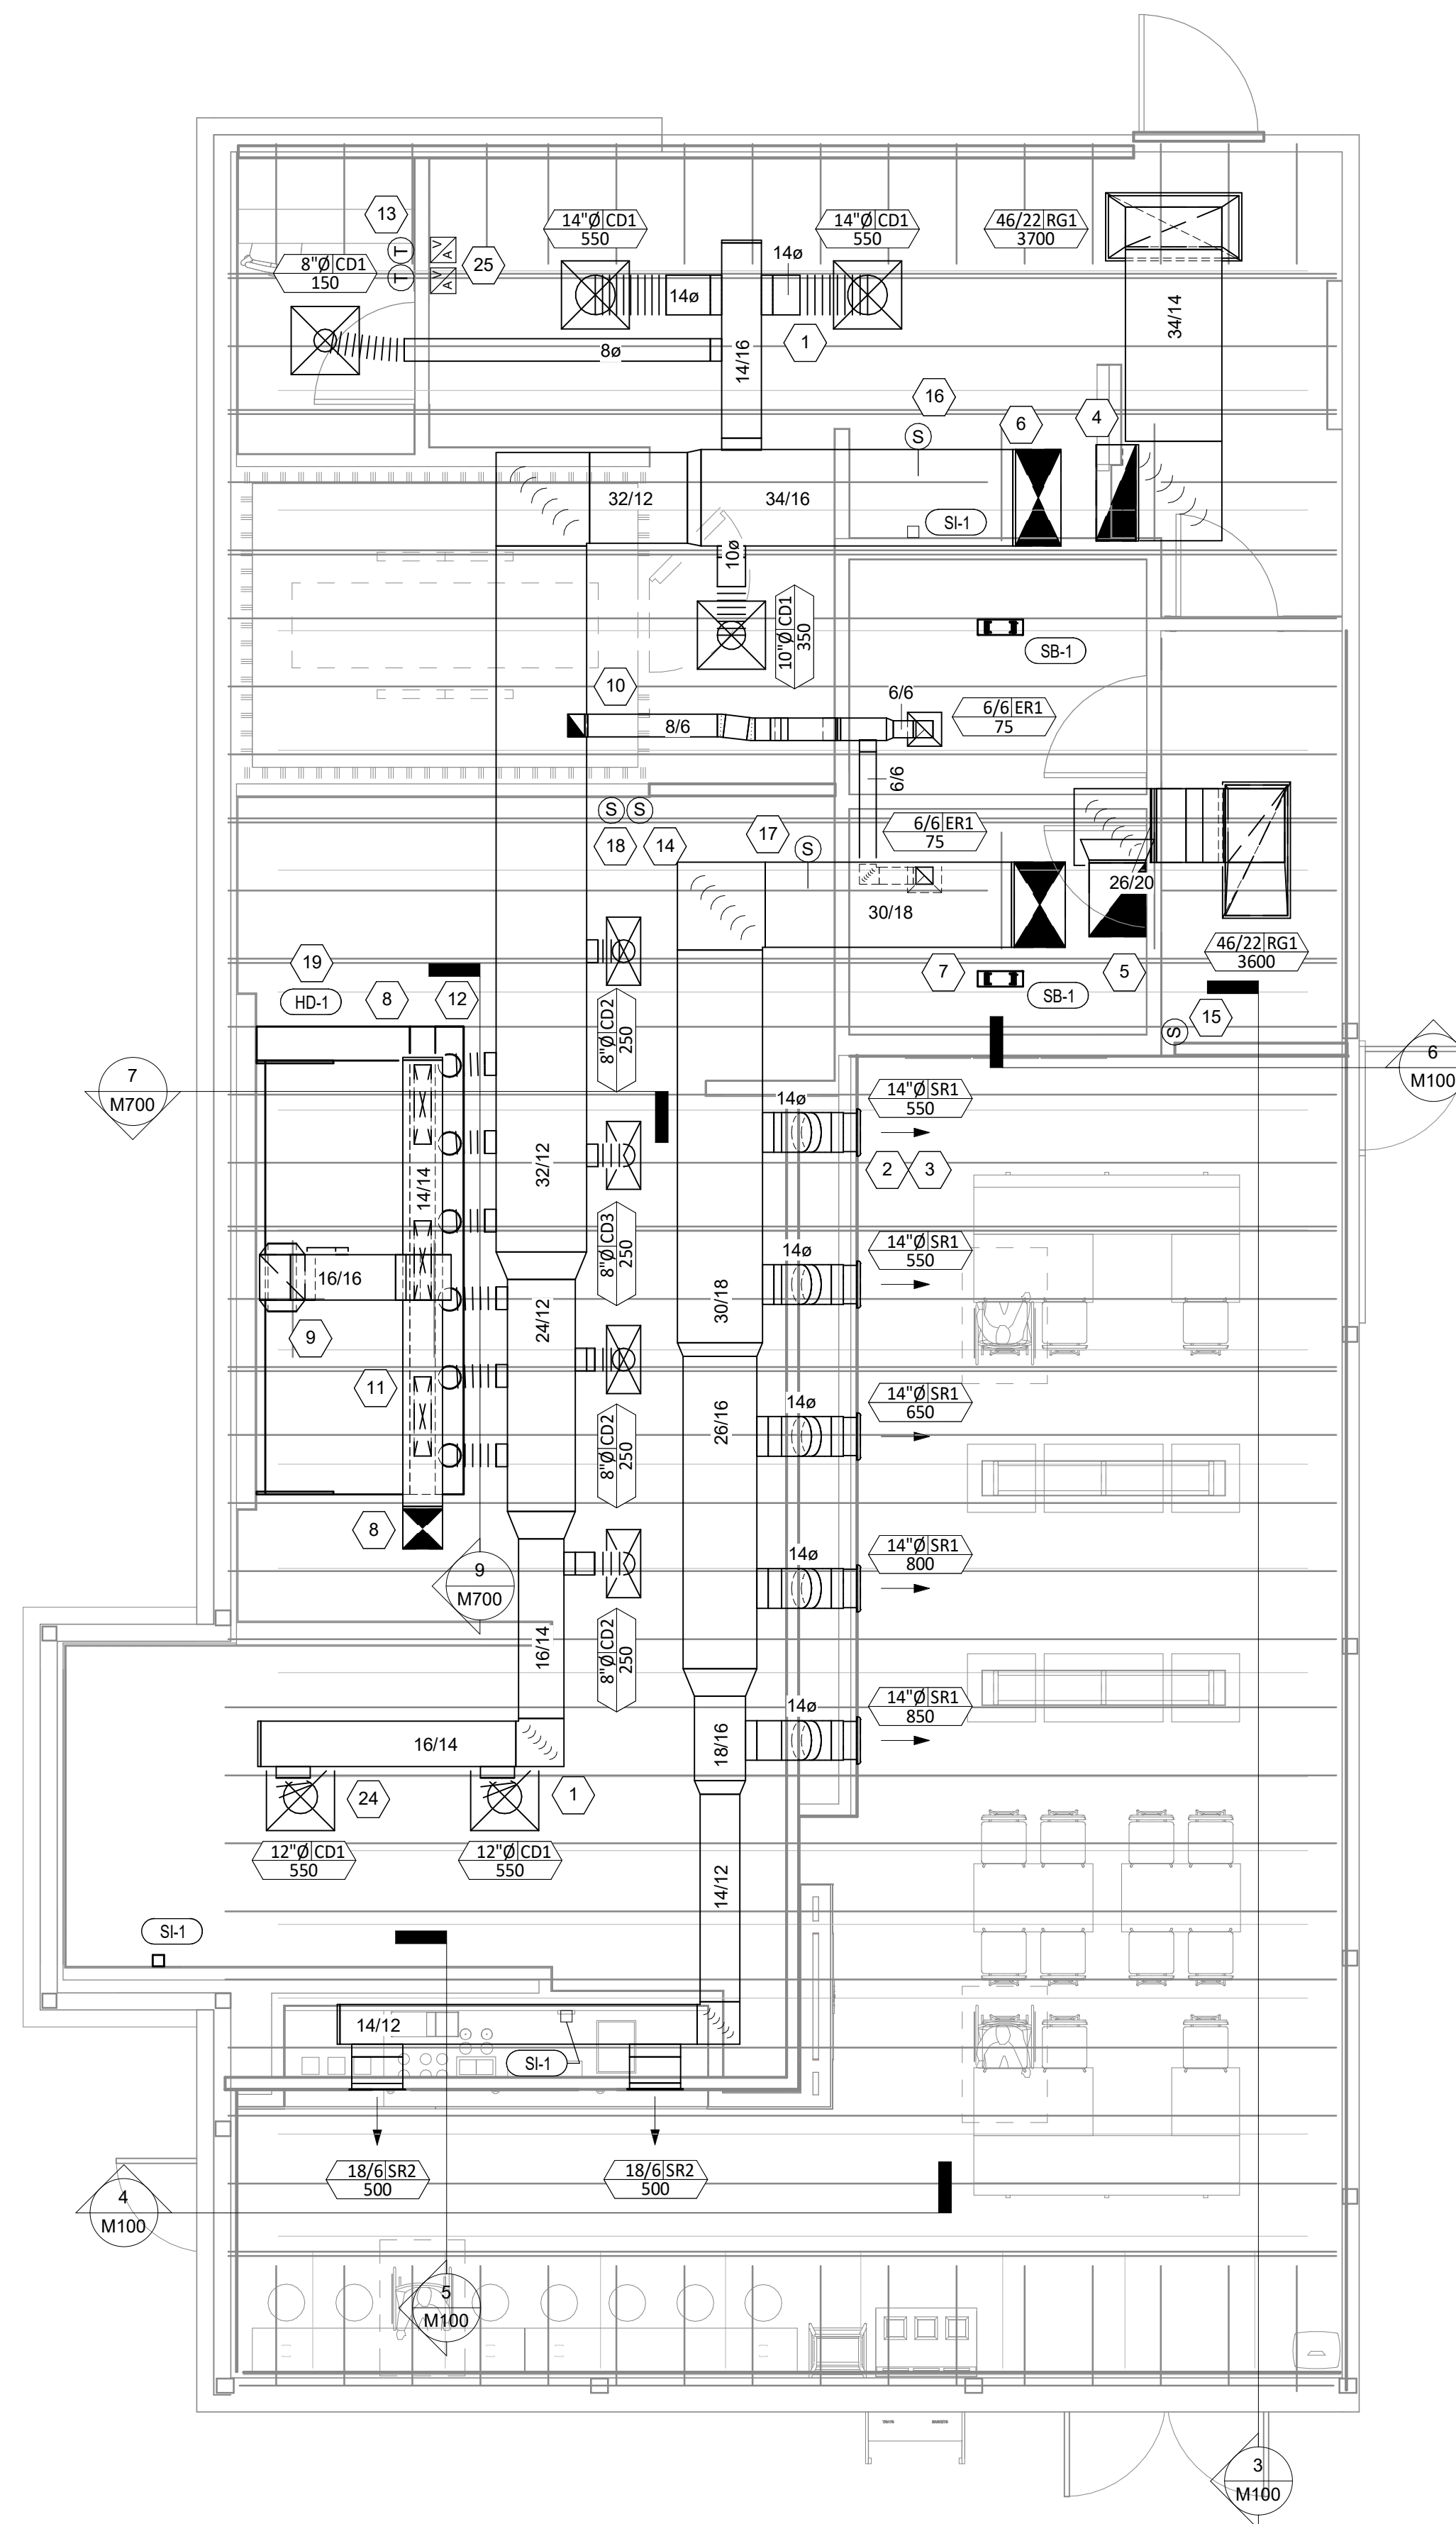 13
14"Ø CD1
550
14"Ø CD1
550
46/22 RG1
3700
T
V
A
25
8"Ø CD1
150
T
V
A
14ø
14ø
34/14
1
8ø
14/16
16
6
4
S
32/12
34/16
SI-1
10ø
10"Ø CD1
350
SB-1
10
6/6
6/6 ER1
75
8/6
6/6
S
S
18
14
17
S
6/6 ER1
75
26/20
30/18
46/22 RG1
3600
19
HD-1
8
12
7
5
SB-1
8"Ø CD2
250
15
S
6
M100
7
M700
14ø
14"Ø SR1
550
2
3
32/12
14/14
8"Ø CD3
250
14ø
14"Ø SR1
550
16/16
9
24/12
30/18
11
14ø
14"Ø SR1
650
26/16
8"Ø CD2
250
8
9
M700
14ø
14"Ø SR1
800
16/14
8"Ø CD2
250
14ø
14"Ø SR1
850
16/14
18/16
24
1
12"Ø CD1
550
12"Ø CD1
550
14/12
SI-1
14/12
SI-1
18/6 SR2
500
18/6 SR2
500
4
M100
5
M100
3
M100